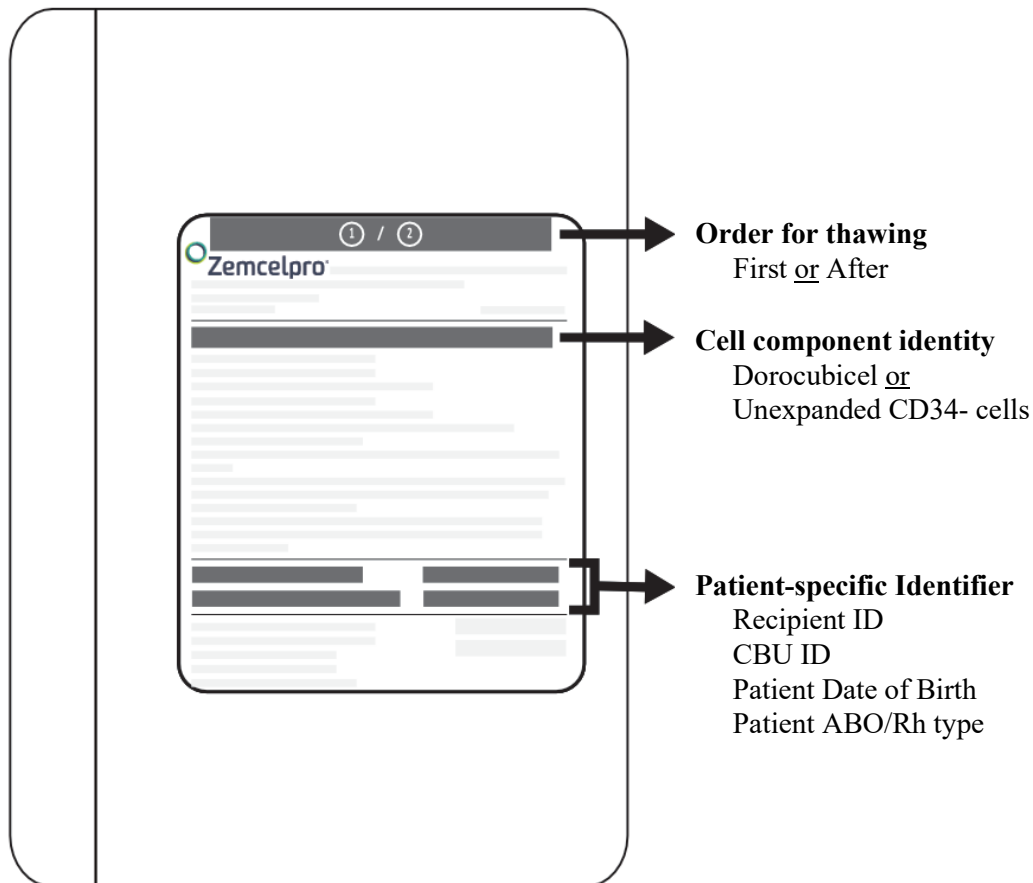 ① / ②
Zemcelpro
Order for thawing
First or After
Cell component identity
Dorocubicel or
Unexpanded CD34- cells
Patient-specific Identifier
Recipient ID
CBU ID
Patient Date of Birth
Patient ABO/Rh type